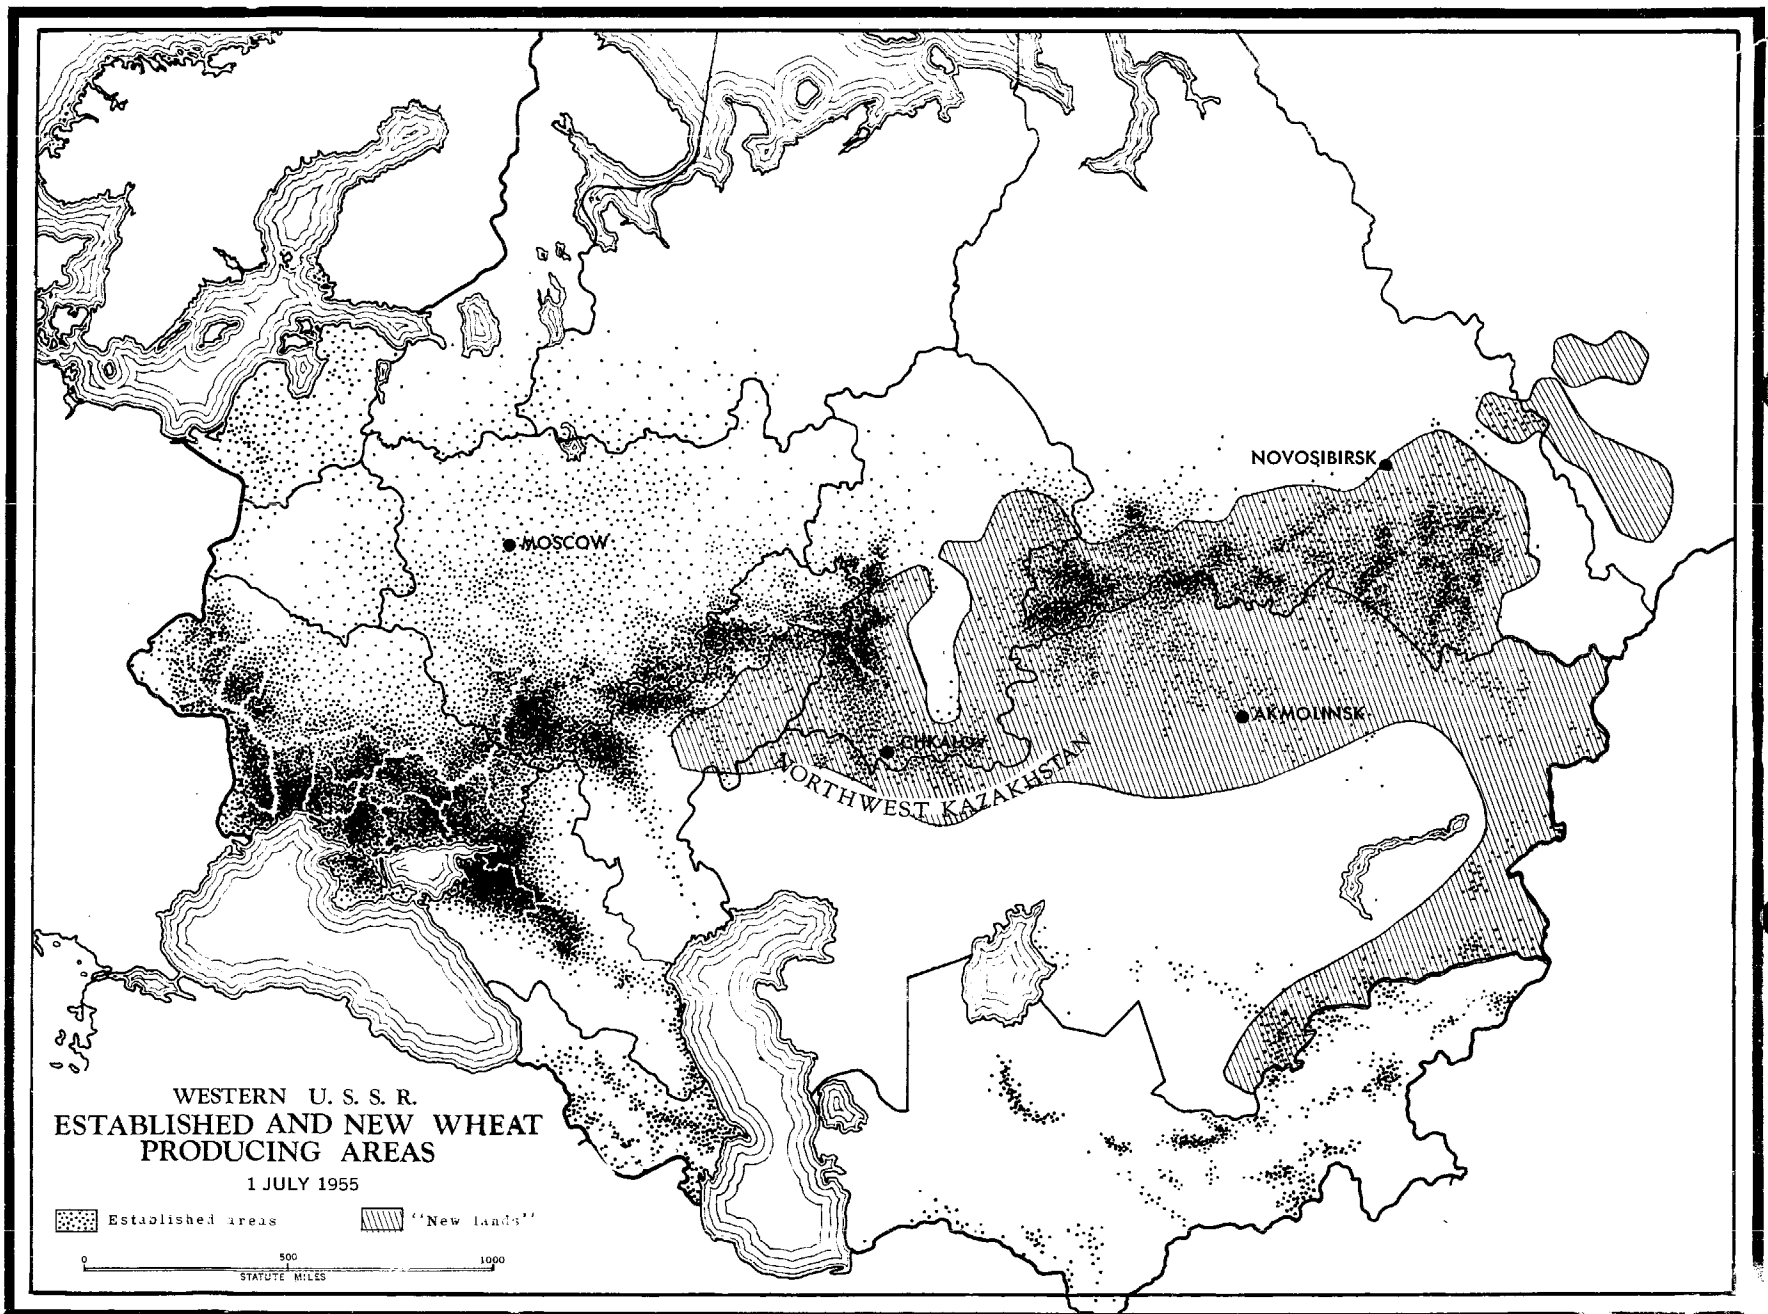 NOVOSIBIRSK
MOSCOW
AKMOLINSK
CHKALOV
NORTHWEST KAZAKHSTAN
WESTERN U. S. S. R.
ESTABLISHED AND NEW WHEAT
PRODUCING AREAS
1 JULY 1955
Established areas
"New lands"
0 500 1000
STATUTE MILES